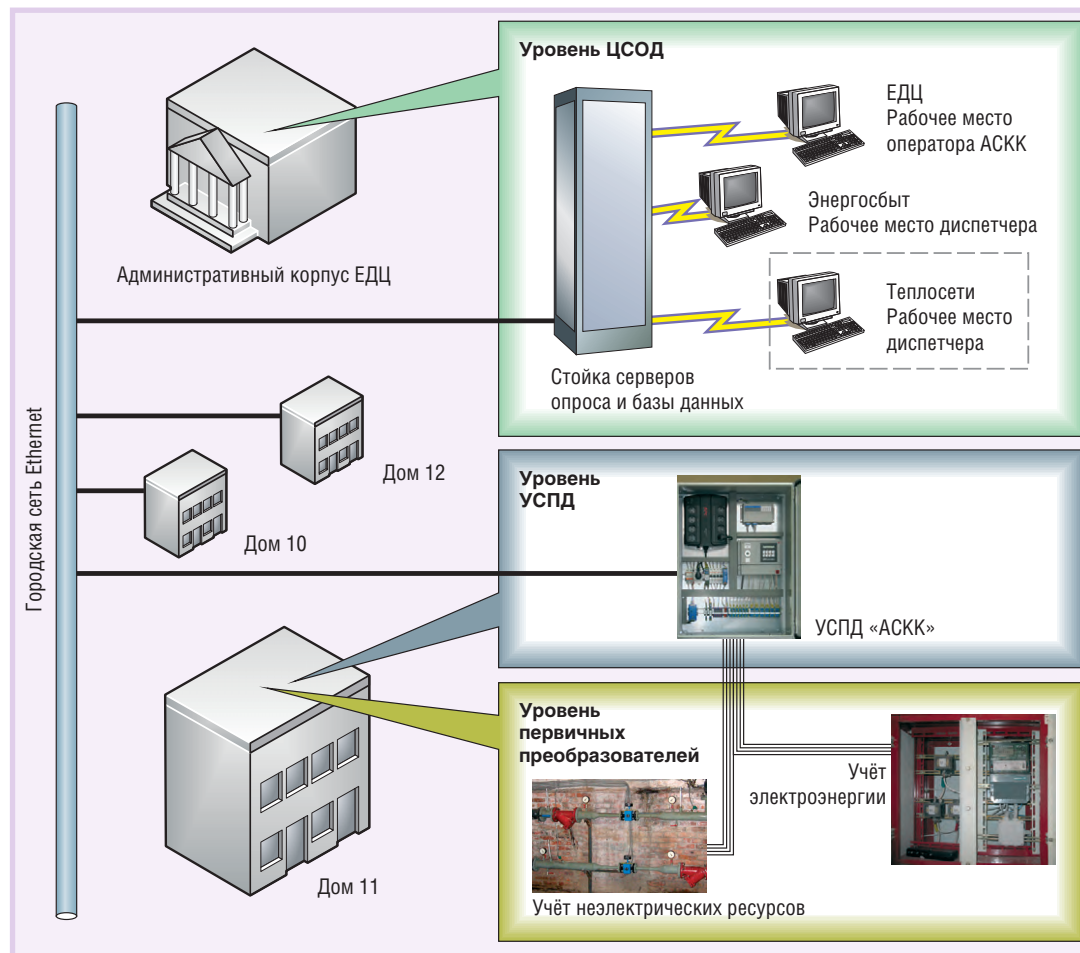 Уровень ЦСОД
ЕДЦ
Рабочее место
оператора АСКК
Энергосбыт
Рабочее место диспетчера
Теплосети
Рабочее место
диспетчера
Стойка серверов
опроса и базы данных
Административный корпус ЕДЦ
Городская сеть Ethernet
Дом 12
Дом 10
Уровень
УСПД
УСПД «АСКК»
Уровень
первичных
преобразователей
Учёт
электроэнергии
Учёт неэлектрических ресурсов
Дом 11